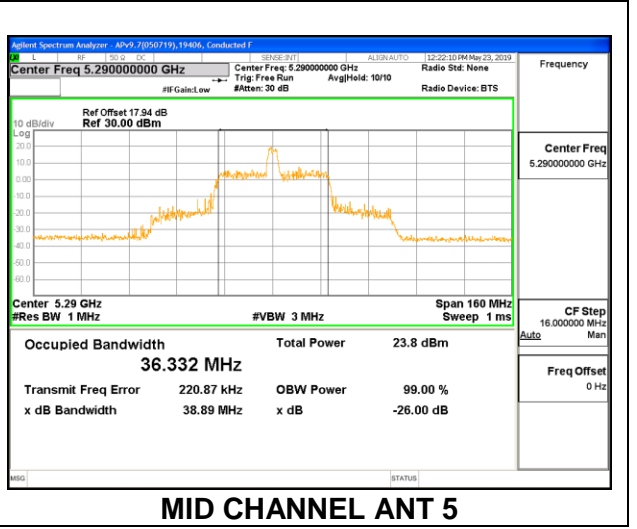 Agilent Spectrum Analyzer - APv9.7(050719),19406, Conducted F
L RF 50 Ω DC SENSE:INT ALIGN AUTO 12:22:10 PM May 23, 2019
Center Freq 5.290000000 GHz Center Freq: 5.290000000 GHz Radio Std: None Frequency
Trig: Free Run Avg|Hold: 10/10
#IFGain:Low #Atten: 30 dB Radio Device: BTS
Ref Offset 17.94 dB
10 dB/div Ref 30.00 dBm
Log
20.0
10.0
0.00
-10.0
-20.0
-30.0
-40.0
-50.0
-60.0
Center Freq
5.290000000 GHz
Center 5.29 GHz Span 160 MHz
#Res BW 1 MHz #VBW 3 MHz Sweep 1 ms
CF Step
16.000000 MHz
Auto Man
Occupied Bandwidth Total Power 23.8 dBm
36.332 MHz
Freq Offset
0 Hz
Transmit Freq Error 220.87 kHz OBW Power 99.00 %
x dB Bandwidth 38.89 MHz x dB -26.00 dB
MSG STATUS
MID CHANNEL ANT 5